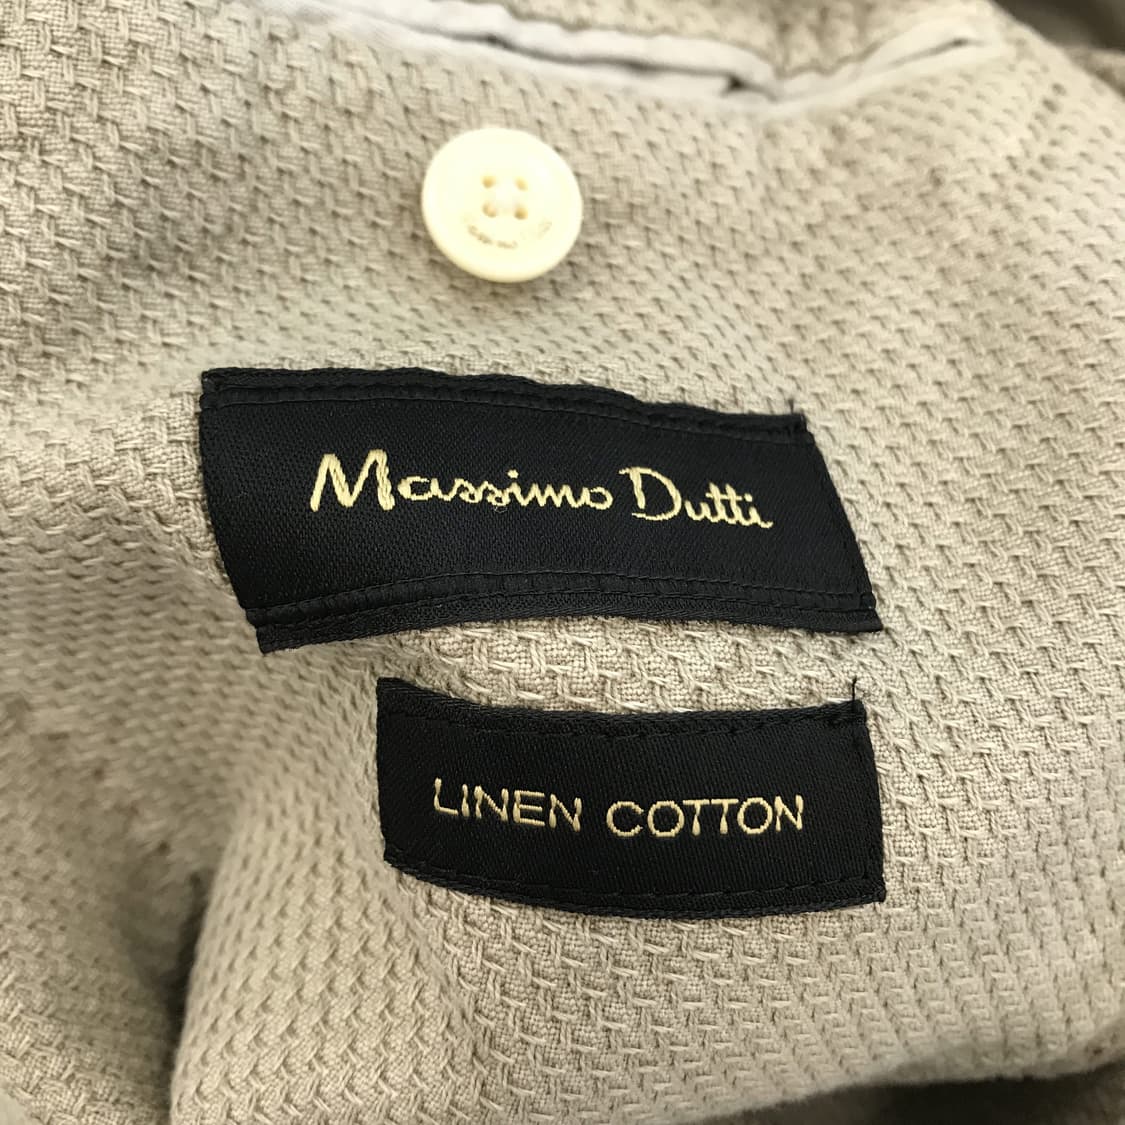 Massimo Dutti
LINEN COTTON